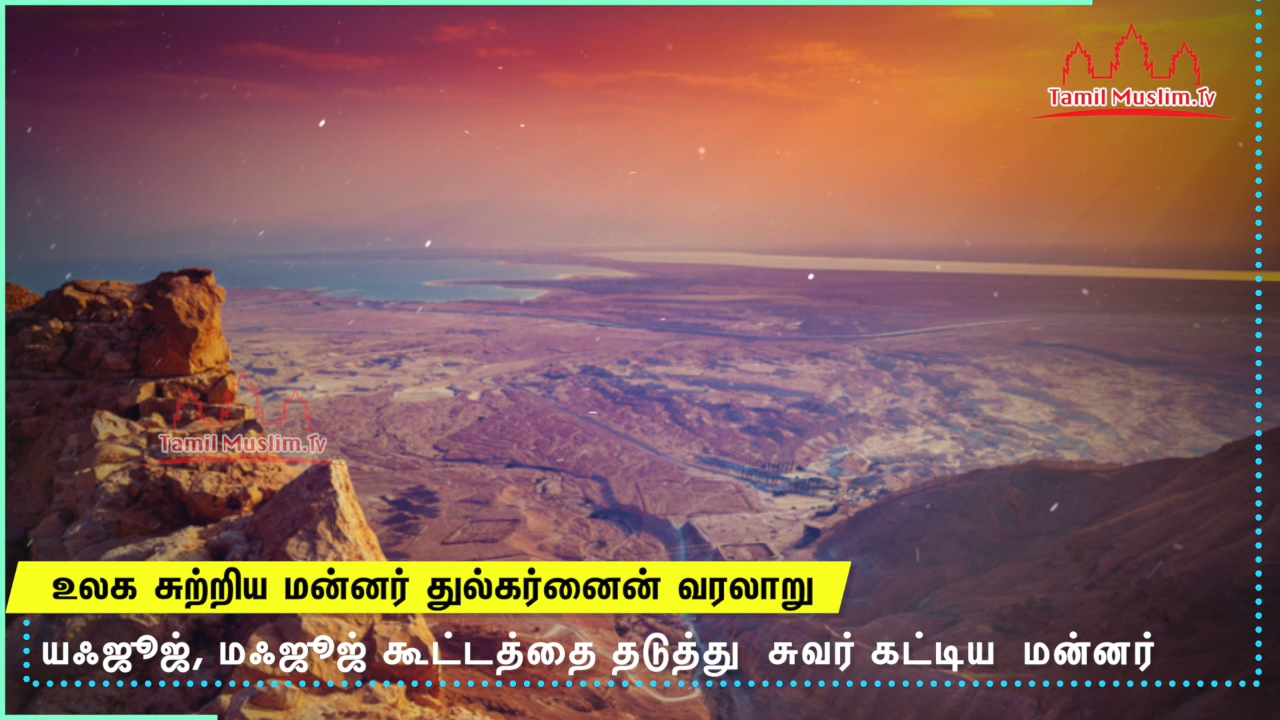 Tamil Muslim.Tv
Tamil Muslim.Tv
உலக சுற்றிய மன்னர் துல்கர்னைன் வரலாறு
யஃஜூஜ், மஃஜூஜ் கூட்டத்தை தடுத்து சுவர் கட்டிய மன்னர்